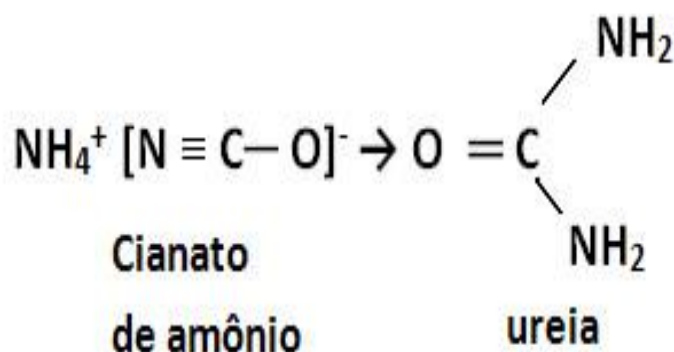 NH₂
NH₄⁺ [N ≡ C — O]⁻ → O = C
NH₂
Cianato
de amônio
ureia